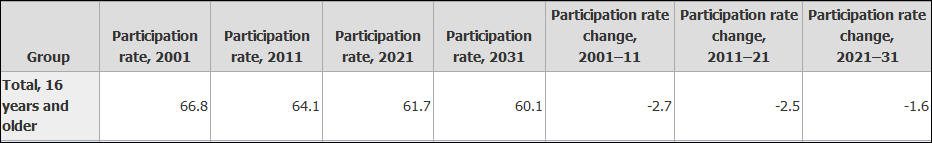 Group
Participation
rate, 2001
Participation
rate, 2011
Participation
rate, 2021
Participation
rate, 2031
Participation rate
change,
2001–11
Participation rate
change,
2011–21
Participation rate
change,
2021–31
Total, 16
years and
older
66.8
64.1
61.7
60.1
-2.7
-2.5
-1.6